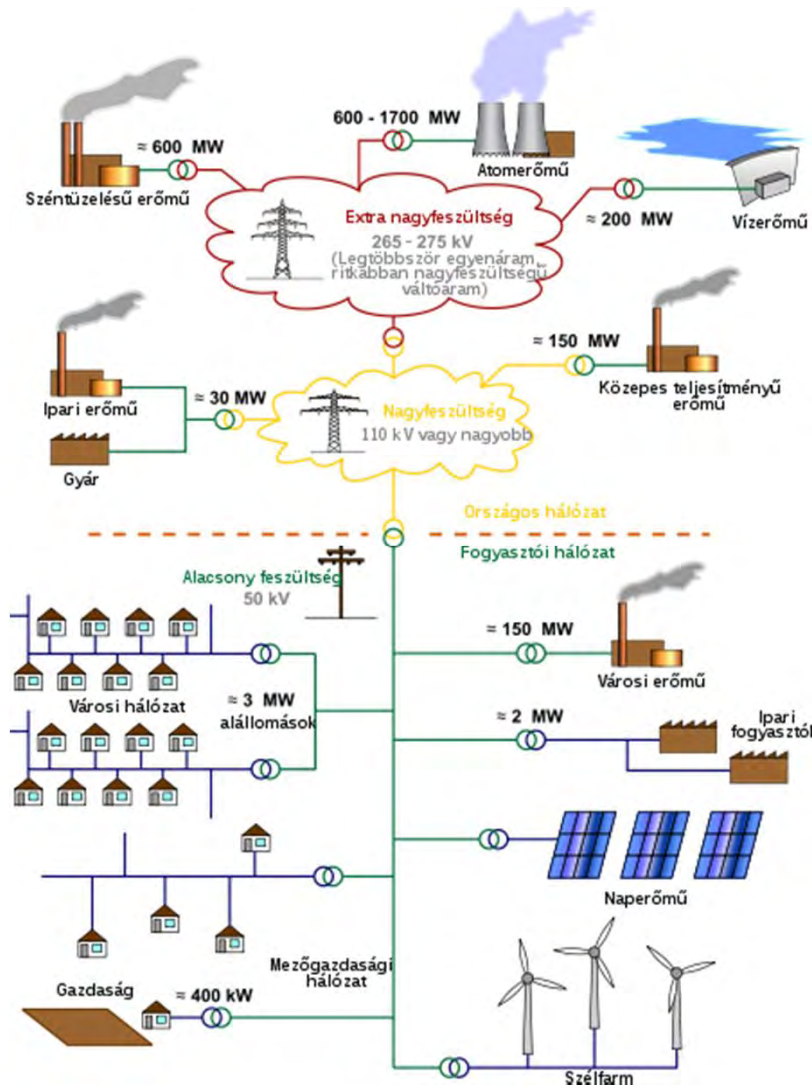 600 - 1700 MW
≈ 600 MW
Atomerőmű
Széntüzelésű erőmű
Extra nagyfeszültség
≈ 200 MW
Vízerőmű
265 - 275 kV
(Legtöbbször egyenáram,
ritkábban nagyfeszültségű
váltóáram)
≈ 150 MW
≈ 30 MW
Ipari erőmű
Közepes teljesítményű
erőmű
Nagyfeszültség
110 kV vagy nagyobb
Gyár
Országos hálózat
Fogyasztói hálózat
Alacsony feszültség
50 kV
≈ 150 MW
Városi erőmű
Városi hálózat
≈ 3 MW
alállomások
≈ 2 MW
Ipari
fogyasztók
Naperőmű
Mezőgazdasági
hálózat
Gazdaság
≈ 400 kW
Szélfarm